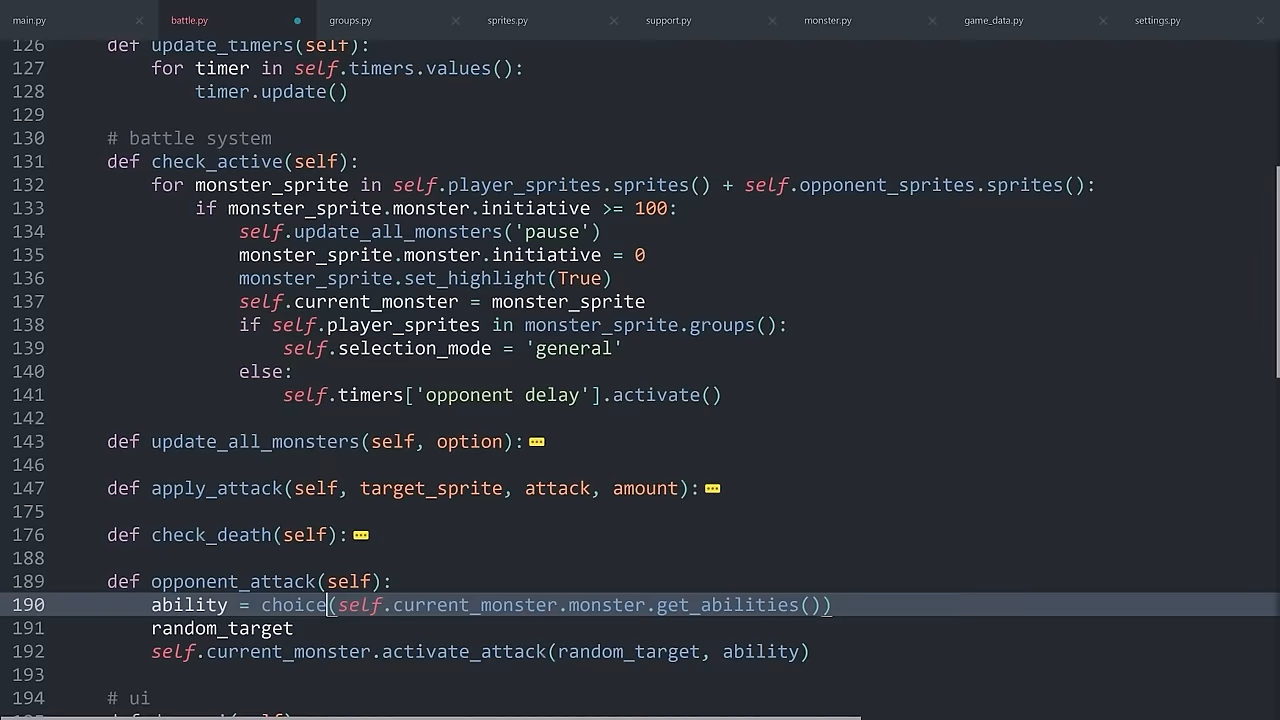 main.py × battle.py groups.py × sprites.py × support.py × monster.py × game_data.py × settings.py ×
126 def update_timers(self):
127 for timer in self.timers.values():
128 timer.update()
129
130 # battle system
131 def check_active(self):
132 for monster_sprite in self.player_sprites.sprites() + self.opponent_sprites.sprites():
133 if monster_sprite.monster.initiative >= 100:
134 self.update_all_monsters('pause')
135 monster_sprite.monster.initiative = 0
136 monster_sprite.set_highlight(True)
137 self.current_monster = monster_sprite
138 if self.player_sprites in monster_sprite.groups():
139 self.selection_mode = 'general'
140 else:
141 self.timers['opponent delay'].activate()
142
143 def update_all_monsters(self, option):
146
147 def apply_attack(self, target_sprite, attack, amount):
175
176 def check_death(self):
188
189 def opponent_attack(self):
190 ability = choice(self.current_monster.monster.get_abilities())
191 random_target
192 self.current_monster.activate_attack(random_target, ability)
193
194 # ui